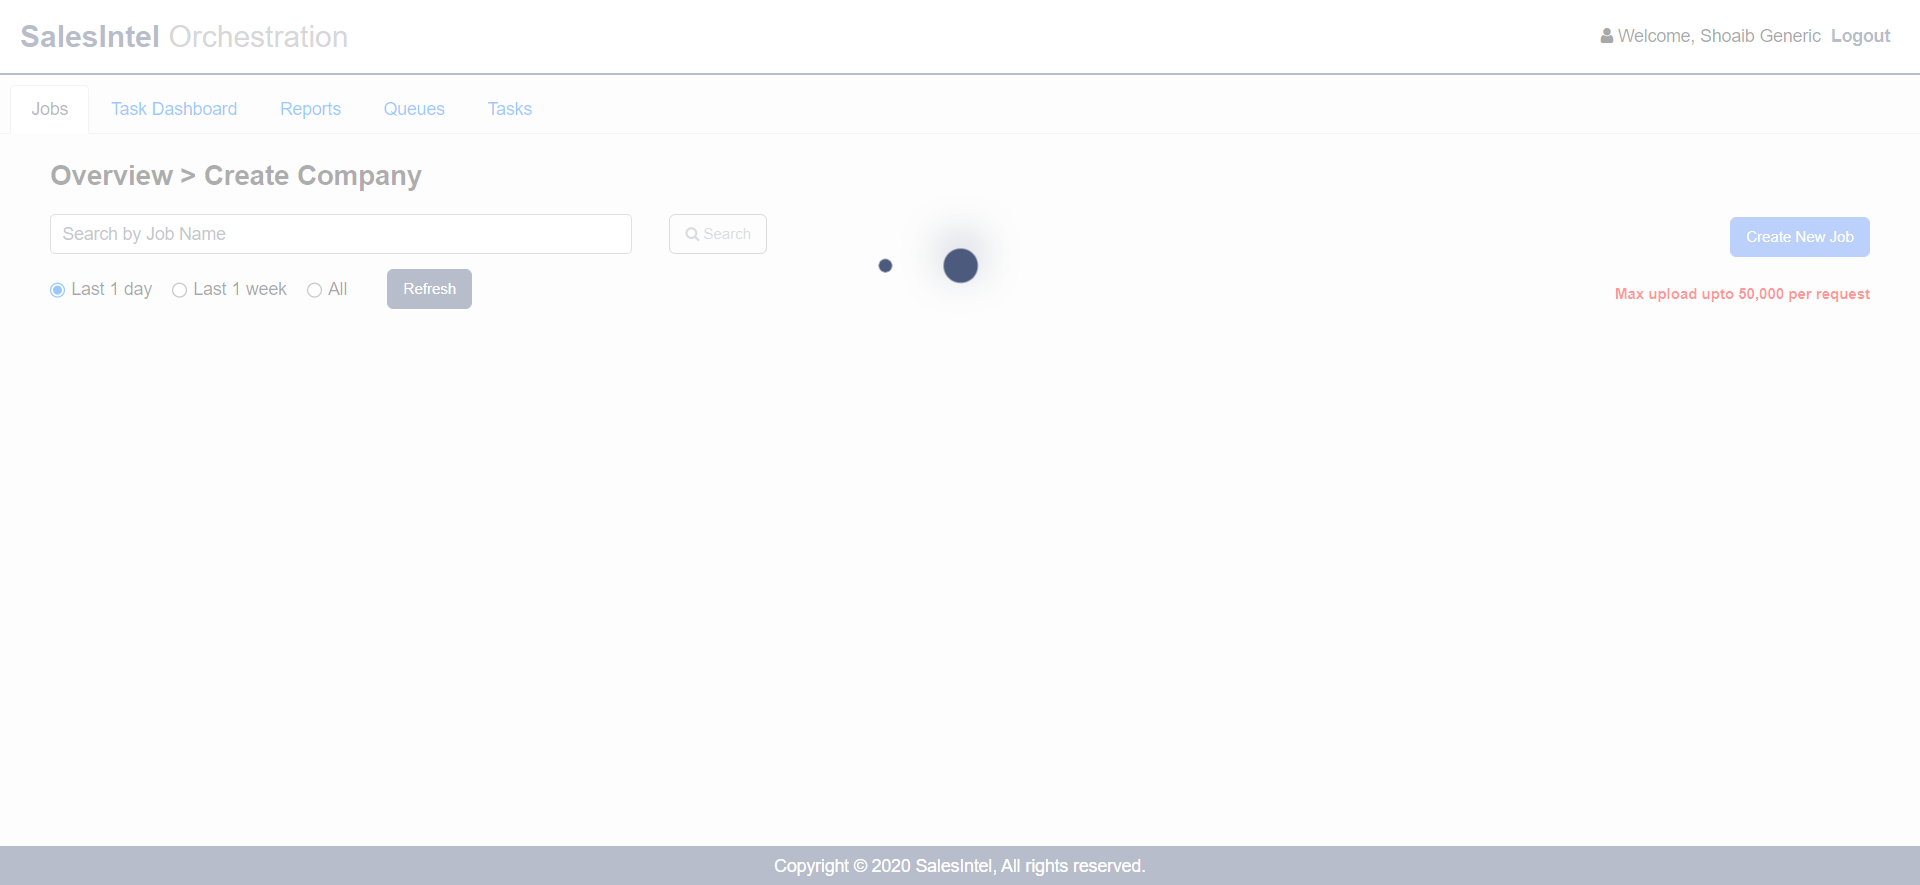 SalesIntel Orchestration
Welcome, Shoaib Generic Logout
Jobs Task Dashboard Reports Queues Tasks
Overview > Create Company
Search by Job Name Search
Create New Job
Last 1 day Last 1 week All Refresh
Max upload upto 50,000 per request
Copyright © 2020 SalesIntel, All rights reserved.